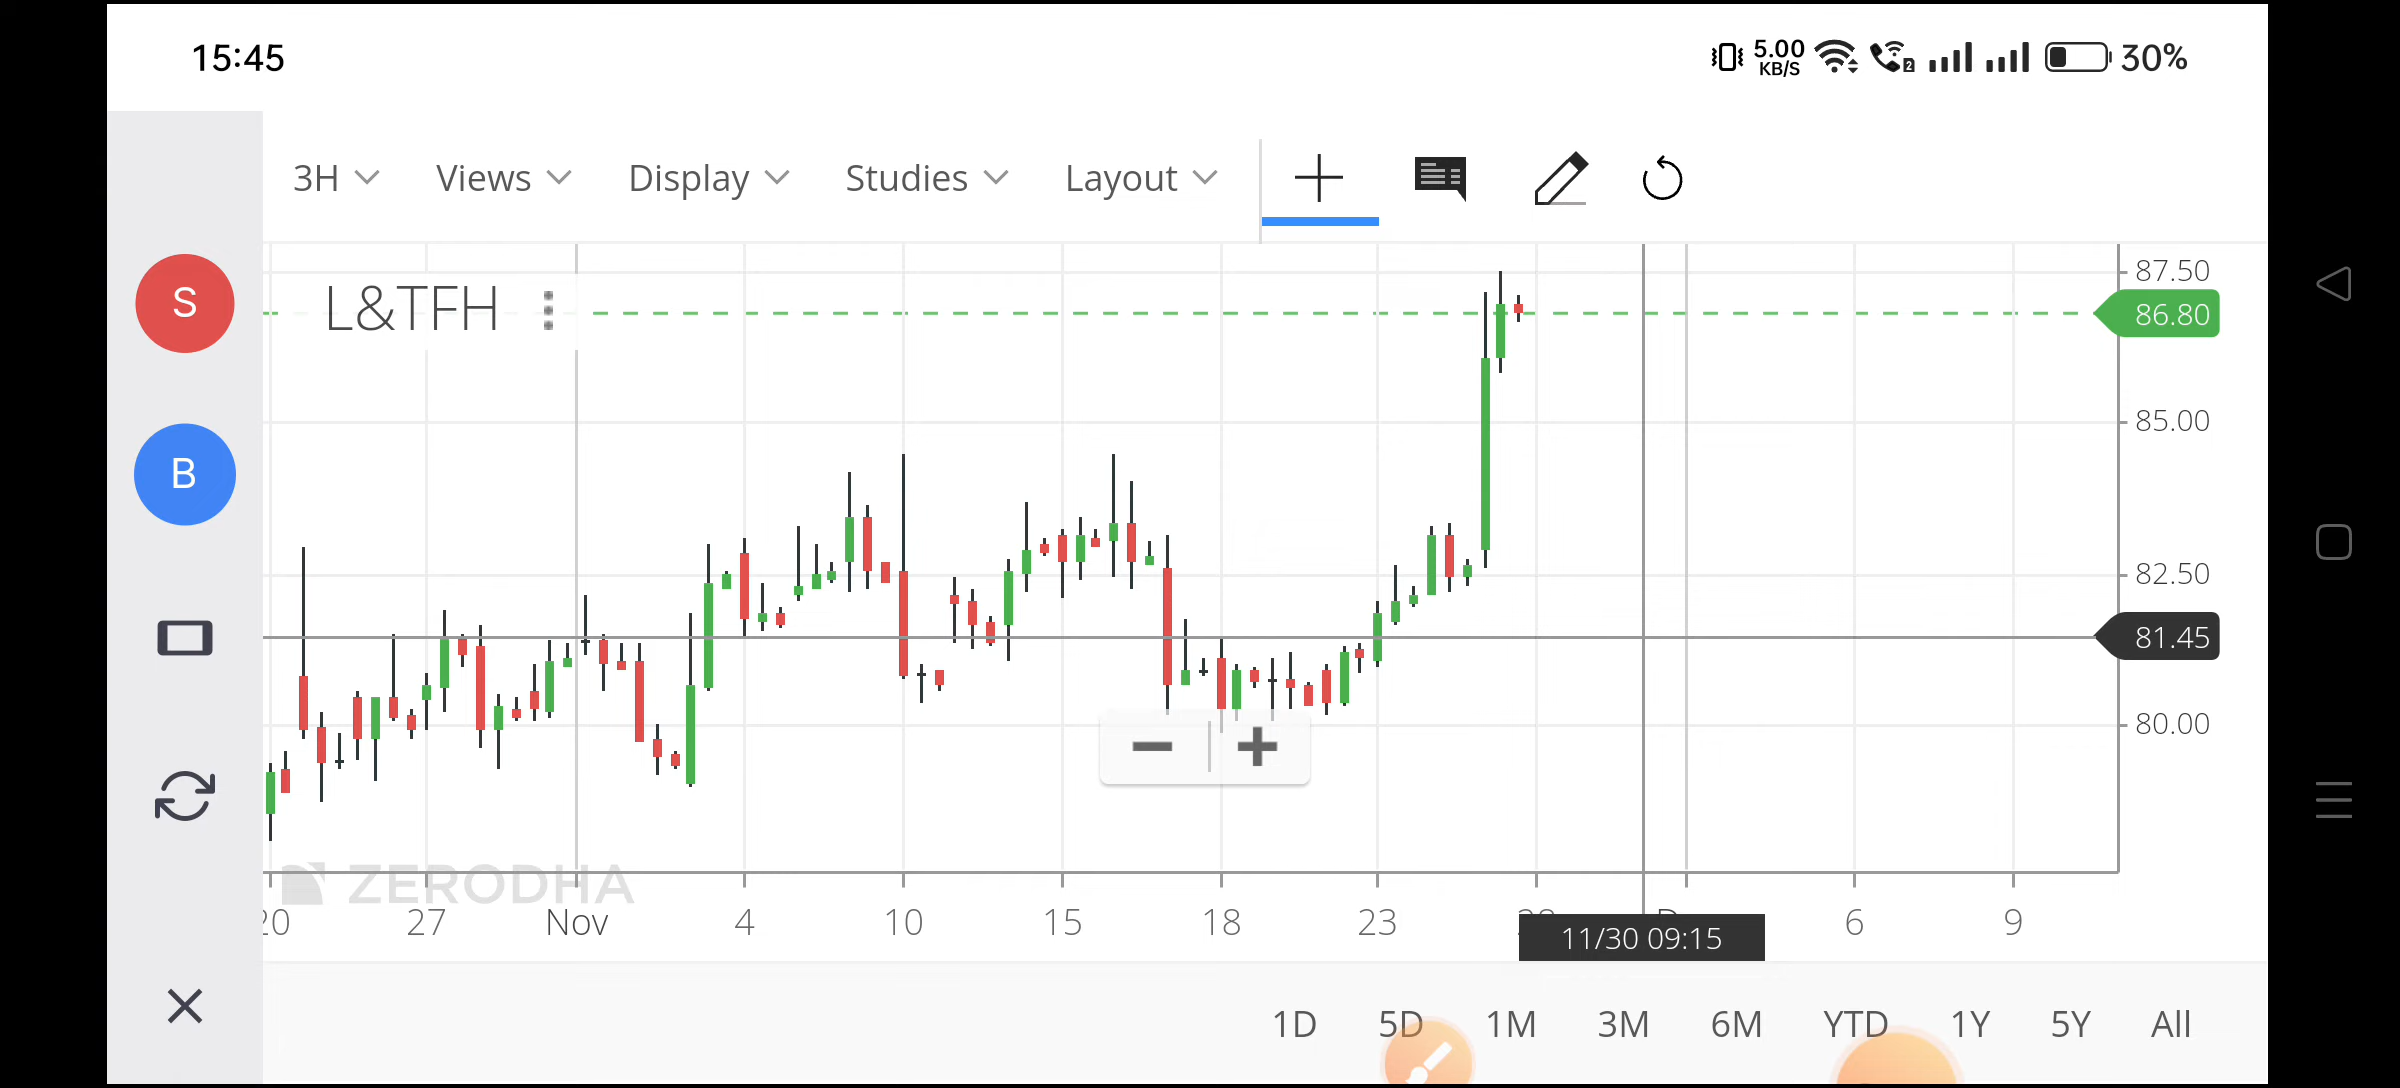 15:45
5.00
KB/S
2
30%
3H
Views
Display
Studies
Layout
S
B
L&TFH
87.50
86.80
85.00
82.50
81.45
80.00
ZERODHA
20
27
Nov
4
10
15
18
23
6
9
11/30 09:15
1D
5D
1M
3M
6M
YTD
1Y
5Y
All